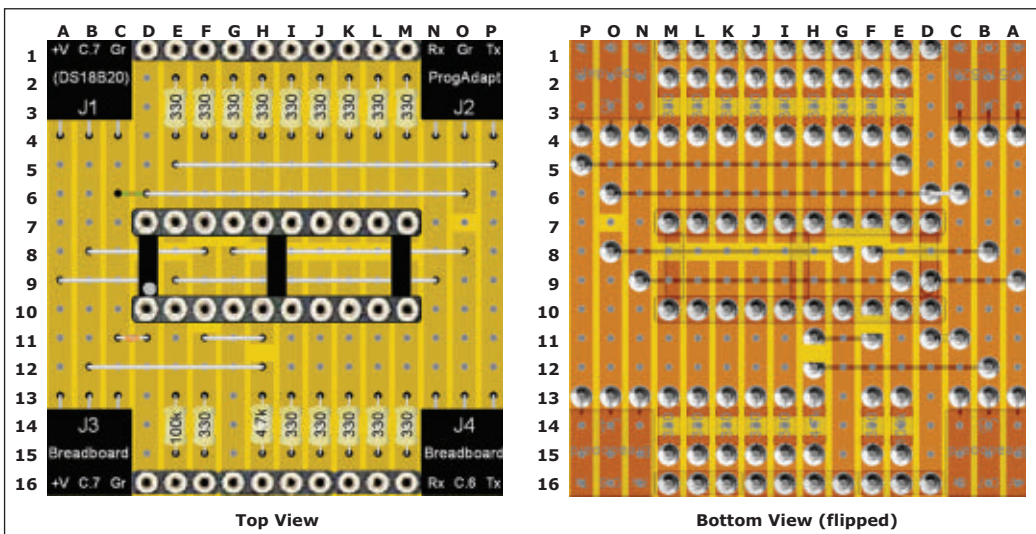 A B C D E F G H I J K L M N O P
P O N M L K J I H G F E D C B A
1
+V C.7 Gr
Rx Gr Tx
1
2
(DS18B20)
ProgAdapt
2
3
J1
330 330 330 330 330 330 330 330 330
J2
3
4
4
5
5
6
6
7
7
8
8
9
9
10
10
11
11
12
12
13
13
14
J3
100k 330 4.7k 330 330 330 330 330
J4
14
15
Breadboard
Breadboard
15
16
+V C.7 Gr
Rx C.6 Tx
16
Top View
Bottom View (flipped)